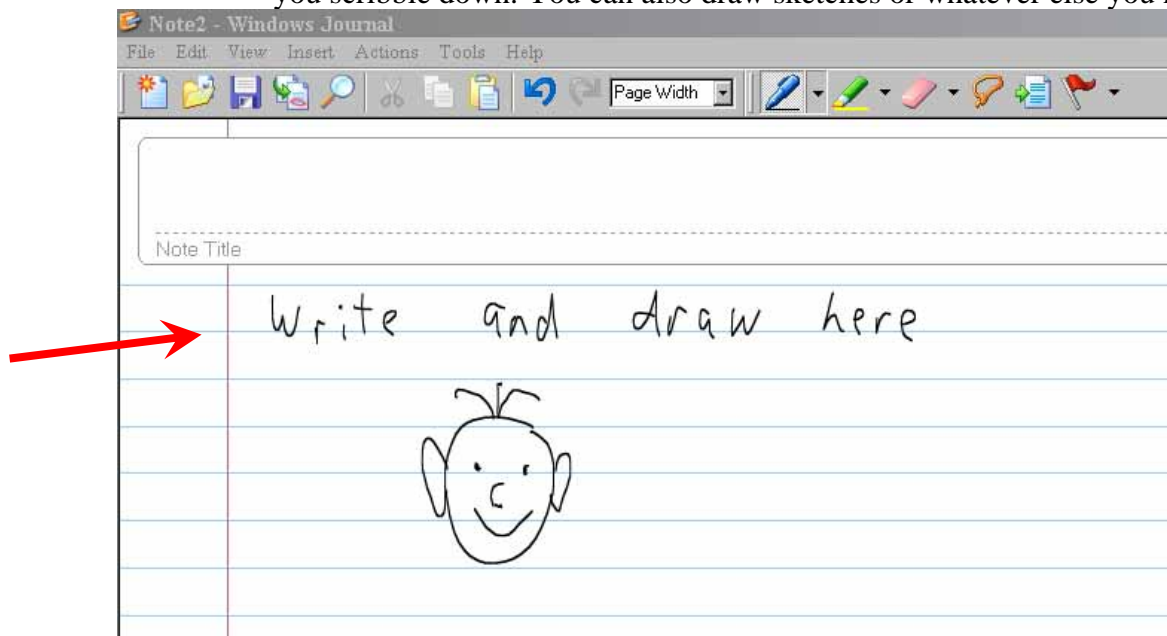 you scribble down. You can also draw sketches or whatever else you
Note2 - Windows Journal
File Edit View Insert Actions Tools Help
Page Width
Note Title
Write and draw here